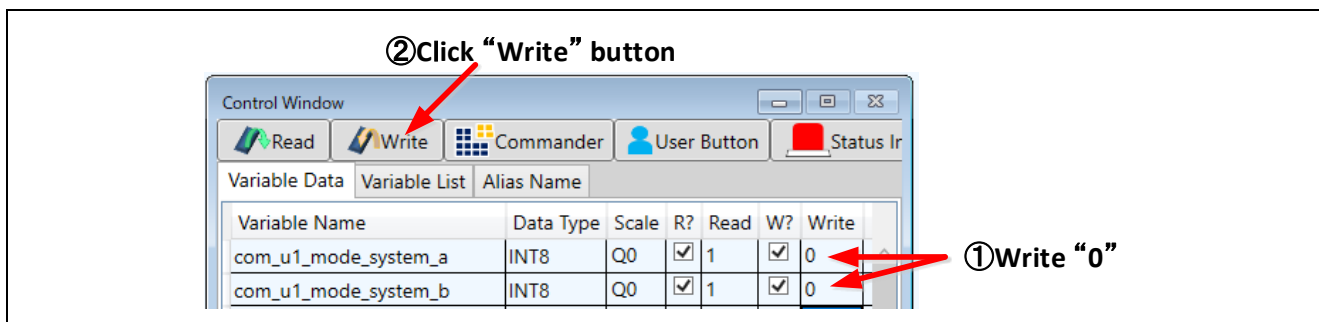 ②Click “Write” button
Control Window
Read Write Commander User Button Status In
Variable Data Variable List Alias Name
Variable Name Data Type Scale R? Read W? Write
com_u1_mode_system_a INT8 Q0 1 0
com_u1_mode_system_b INT8 Q0 1 0
①Write “0”